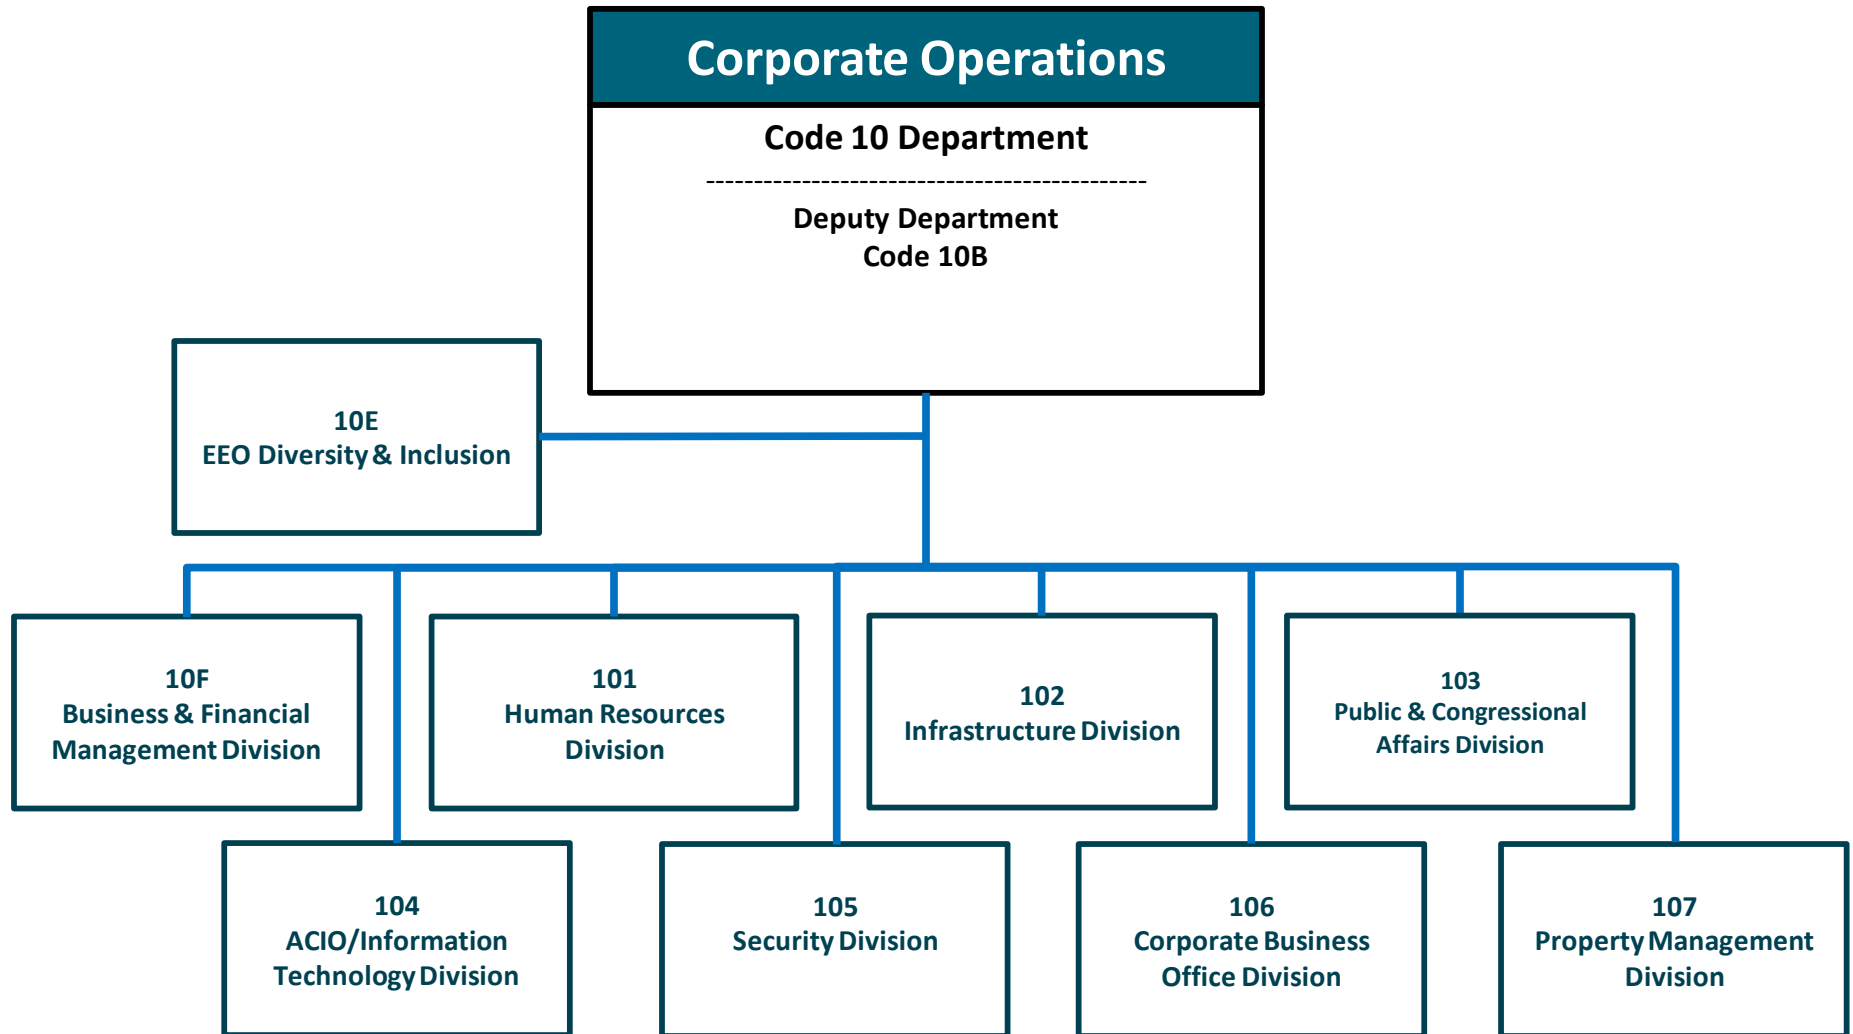 Corporate Operations
Code 10 Department
----------------------------------------------
Deputy Department
Code 10B
10E
EEO Diversity & Inclusion
10F
Business & Financial
Management Division
101
Human Resources
Division
102
Infrastructure Division
103
Public & Congressional
Affairs Division
104
ACIO/Information
Technology Division
105
Security Division
106
Corporate Business
Office Division
107
Property Management
Division